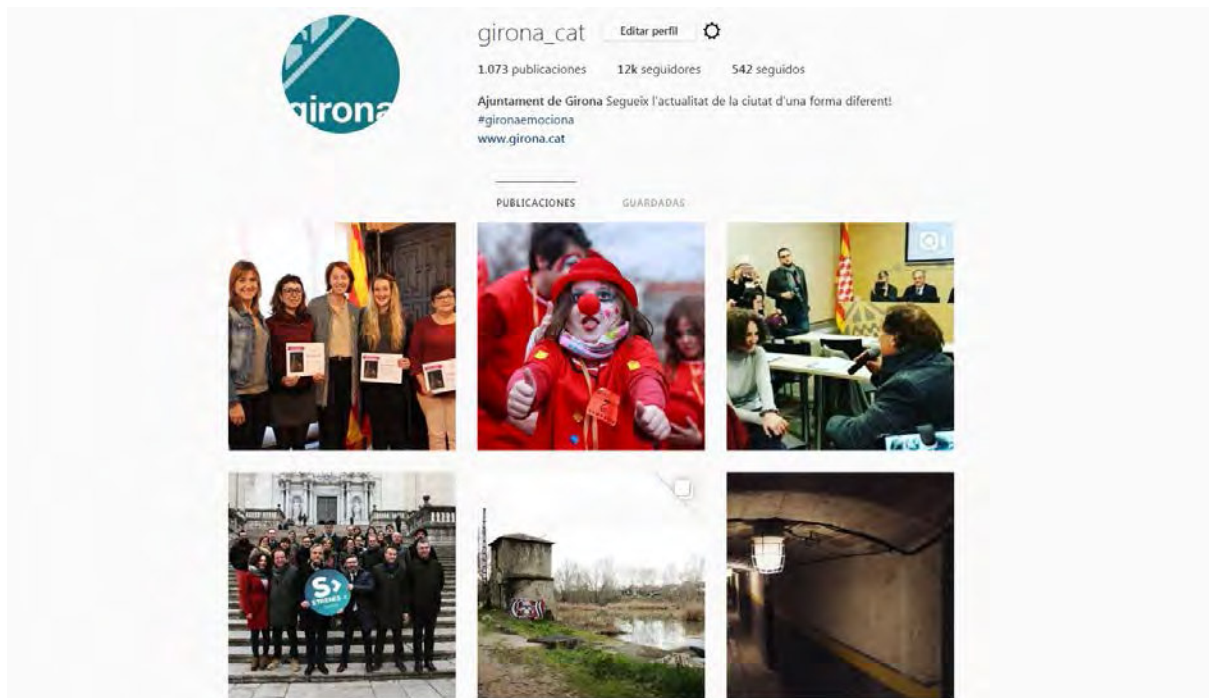 girona
girona_cat Editar perfil
1.073 publicaciones 12k seguidores 542 seguidos
Ajuntament de Girona Segueix l'actualitat de la ciutat d'una forma diferent!
#gironaemociona
www.girona.cat
PUBLICACIONES GUARDADAS
S>
STRENES